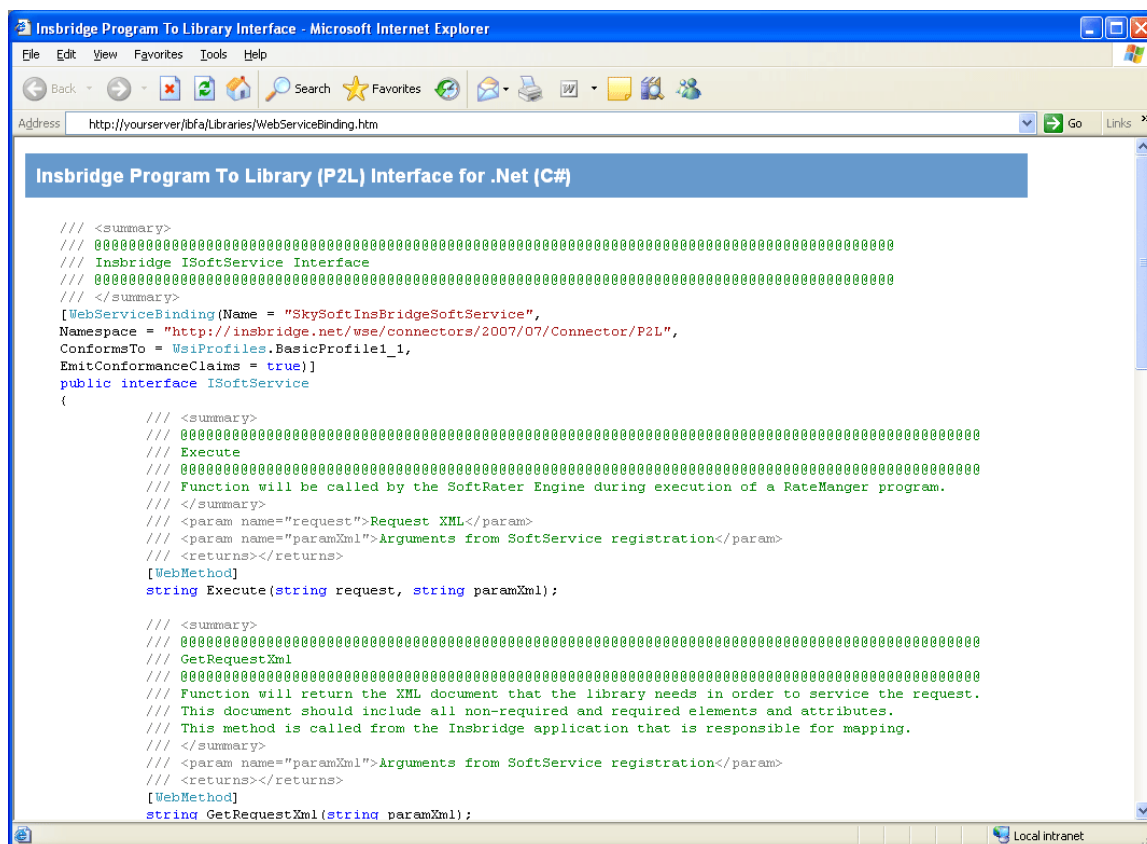 Insbridge Program To Library Interface - Microsoft Internet Explorer
File Edit View Favorites Tools Help
Back Search Favorites
Address http://yourserver/ibfa/Libraries/WebServiceBinding.htm Go Links »
Insbridge Program To Library (P2L) Interface for .Net (C#)
/// <summary>
/// @@@@@@@@@@@@@@@@@@@@@@@@@@@@@@@@@@@@@@@@@@@@@@@@@@@@@@@@@@@@@@@@@@@@@@@@@@@@@@@@@@@@@@@@@@@@
/// Insbridge ISoftService Interface
/// @@@@@@@@@@@@@@@@@@@@@@@@@@@@@@@@@@@@@@@@@@@@@@@@@@@@@@@@@@@@@@@@@@@@@@@@@@@@@@@@@@@@@@@@@@@@
/// </summary>
[WebServiceBinding(Name = "SkySoftInsBridgeSoftService",
Namespace = "http://insbridge.net/wse/connectors/2007/07/Connector/P2L",
ConformsTo = WsiProfiles.BasicProfile1_1,
EmitConformanceClaims = true)]
public interface ISoftService
{
/// <summary>
/// @@@@@@@@@@@@@@@@@@@@@@@@@@@@@@@@@@@@@@@@@@@@@@@@@@@@@@@@@@@@@@@@@@@@@@@@@@@@@@@@@@@@@@@@@@@@
/// Execute
/// @@@@@@@@@@@@@@@@@@@@@@@@@@@@@@@@@@@@@@@@@@@@@@@@@@@@@@@@@@@@@@@@@@@@@@@@@@@@@@@@@@@@@@@@@@@@
/// Function will be called by the SoftRater Engine during execution of a RateManger program.
/// </summary>
/// <param name="request">Request XML</param>
/// <param name="paramXml">Arguments from SoftService registration</param>
/// <returns></returns>
[WebMethod]
string Execute(string request, string paramXml);
/// <summary>
/// @@@@@@@@@@@@@@@@@@@@@@@@@@@@@@@@@@@@@@@@@@@@@@@@@@@@@@@@@@@@@@@@@@@@@@@@@@@@@@@@@@@@@@@@@@@@
/// GetRequestXml
/// @@@@@@@@@@@@@@@@@@@@@@@@@@@@@@@@@@@@@@@@@@@@@@@@@@@@@@@@@@@@@@@@@@@@@@@@@@@@@@@@@@@@@@@@@@@@
/// Function will return the XML document that the library needs in order to service the request.
/// This document should include all non-required and required elements and attributes.
/// This method is called from the Insbridge application that is responsible for mapping.
/// </summary>
/// <param name="paramXml">Arguments from SoftService registration</param>
/// <returns></returns>
[WebMethod]
string GetRequestXml(string paramXml);
Local intranet